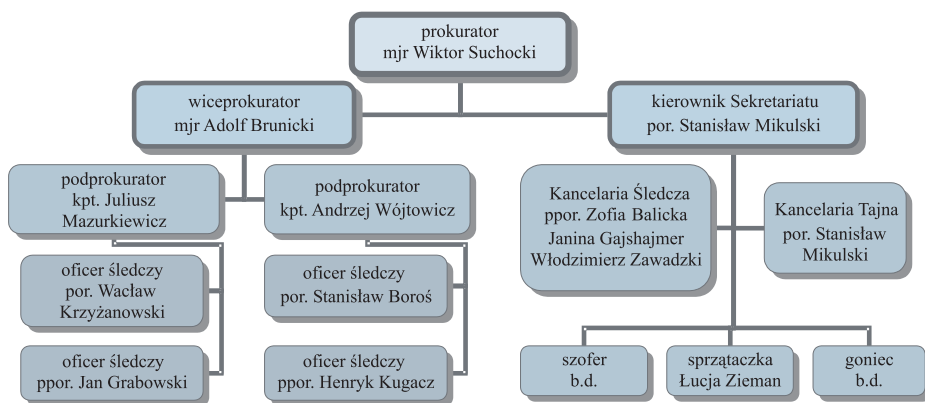 prokurator
mjr Wiktor Suchocki
wiceprokurator
mjr Adolf Brunicki
kierownik Sekretariatu
por. Stanisław Mikulski
podprokurator
kpt. Juliusz
Mazurkiewicz
podprokurator
kpt. Andrzej Wójtowicz
Kancelaria Śledcza
ppor. Zofia Balicka
Janina Gajshajmer
Włodzimierz Zawadzki
Kancelaria Tajna
por. Stanisław
Mikulski
oficer śledczy
por. Wacław
Krzyżanowski
oficer śledczy
por. Stanisław Boroś
oficer śledczy
ppor. Jan Grabowski
oficer śledczy
ppor. Henryk Kugacz
szofer
b.d.
sprzątaczka
Łucja Zieman
goniec
b.d.